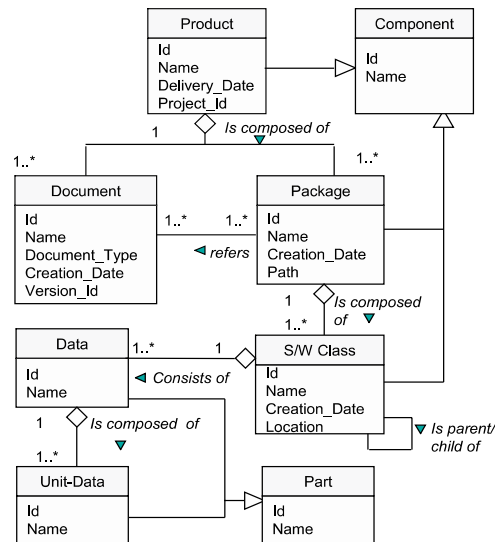 Product
Id
Name
Delivery_Date
Project_Id
Component
Id
Name
1
Is composed of
1..*
1..*
Document
Id
Name
Document_Type
Creation_Date
Version_Id
1..*
1..*
refers
Package
Id
Name
Creation_Date
Path
1
Is composed
of
1..*
Data
Id
Name
1..*
1
Consists of
S/W Class
Id
Name
Creation_Date
Location
Is parent/
child of
1
Is composed of
1..*
Unit-Data
Id
Name
Part
Id
Name